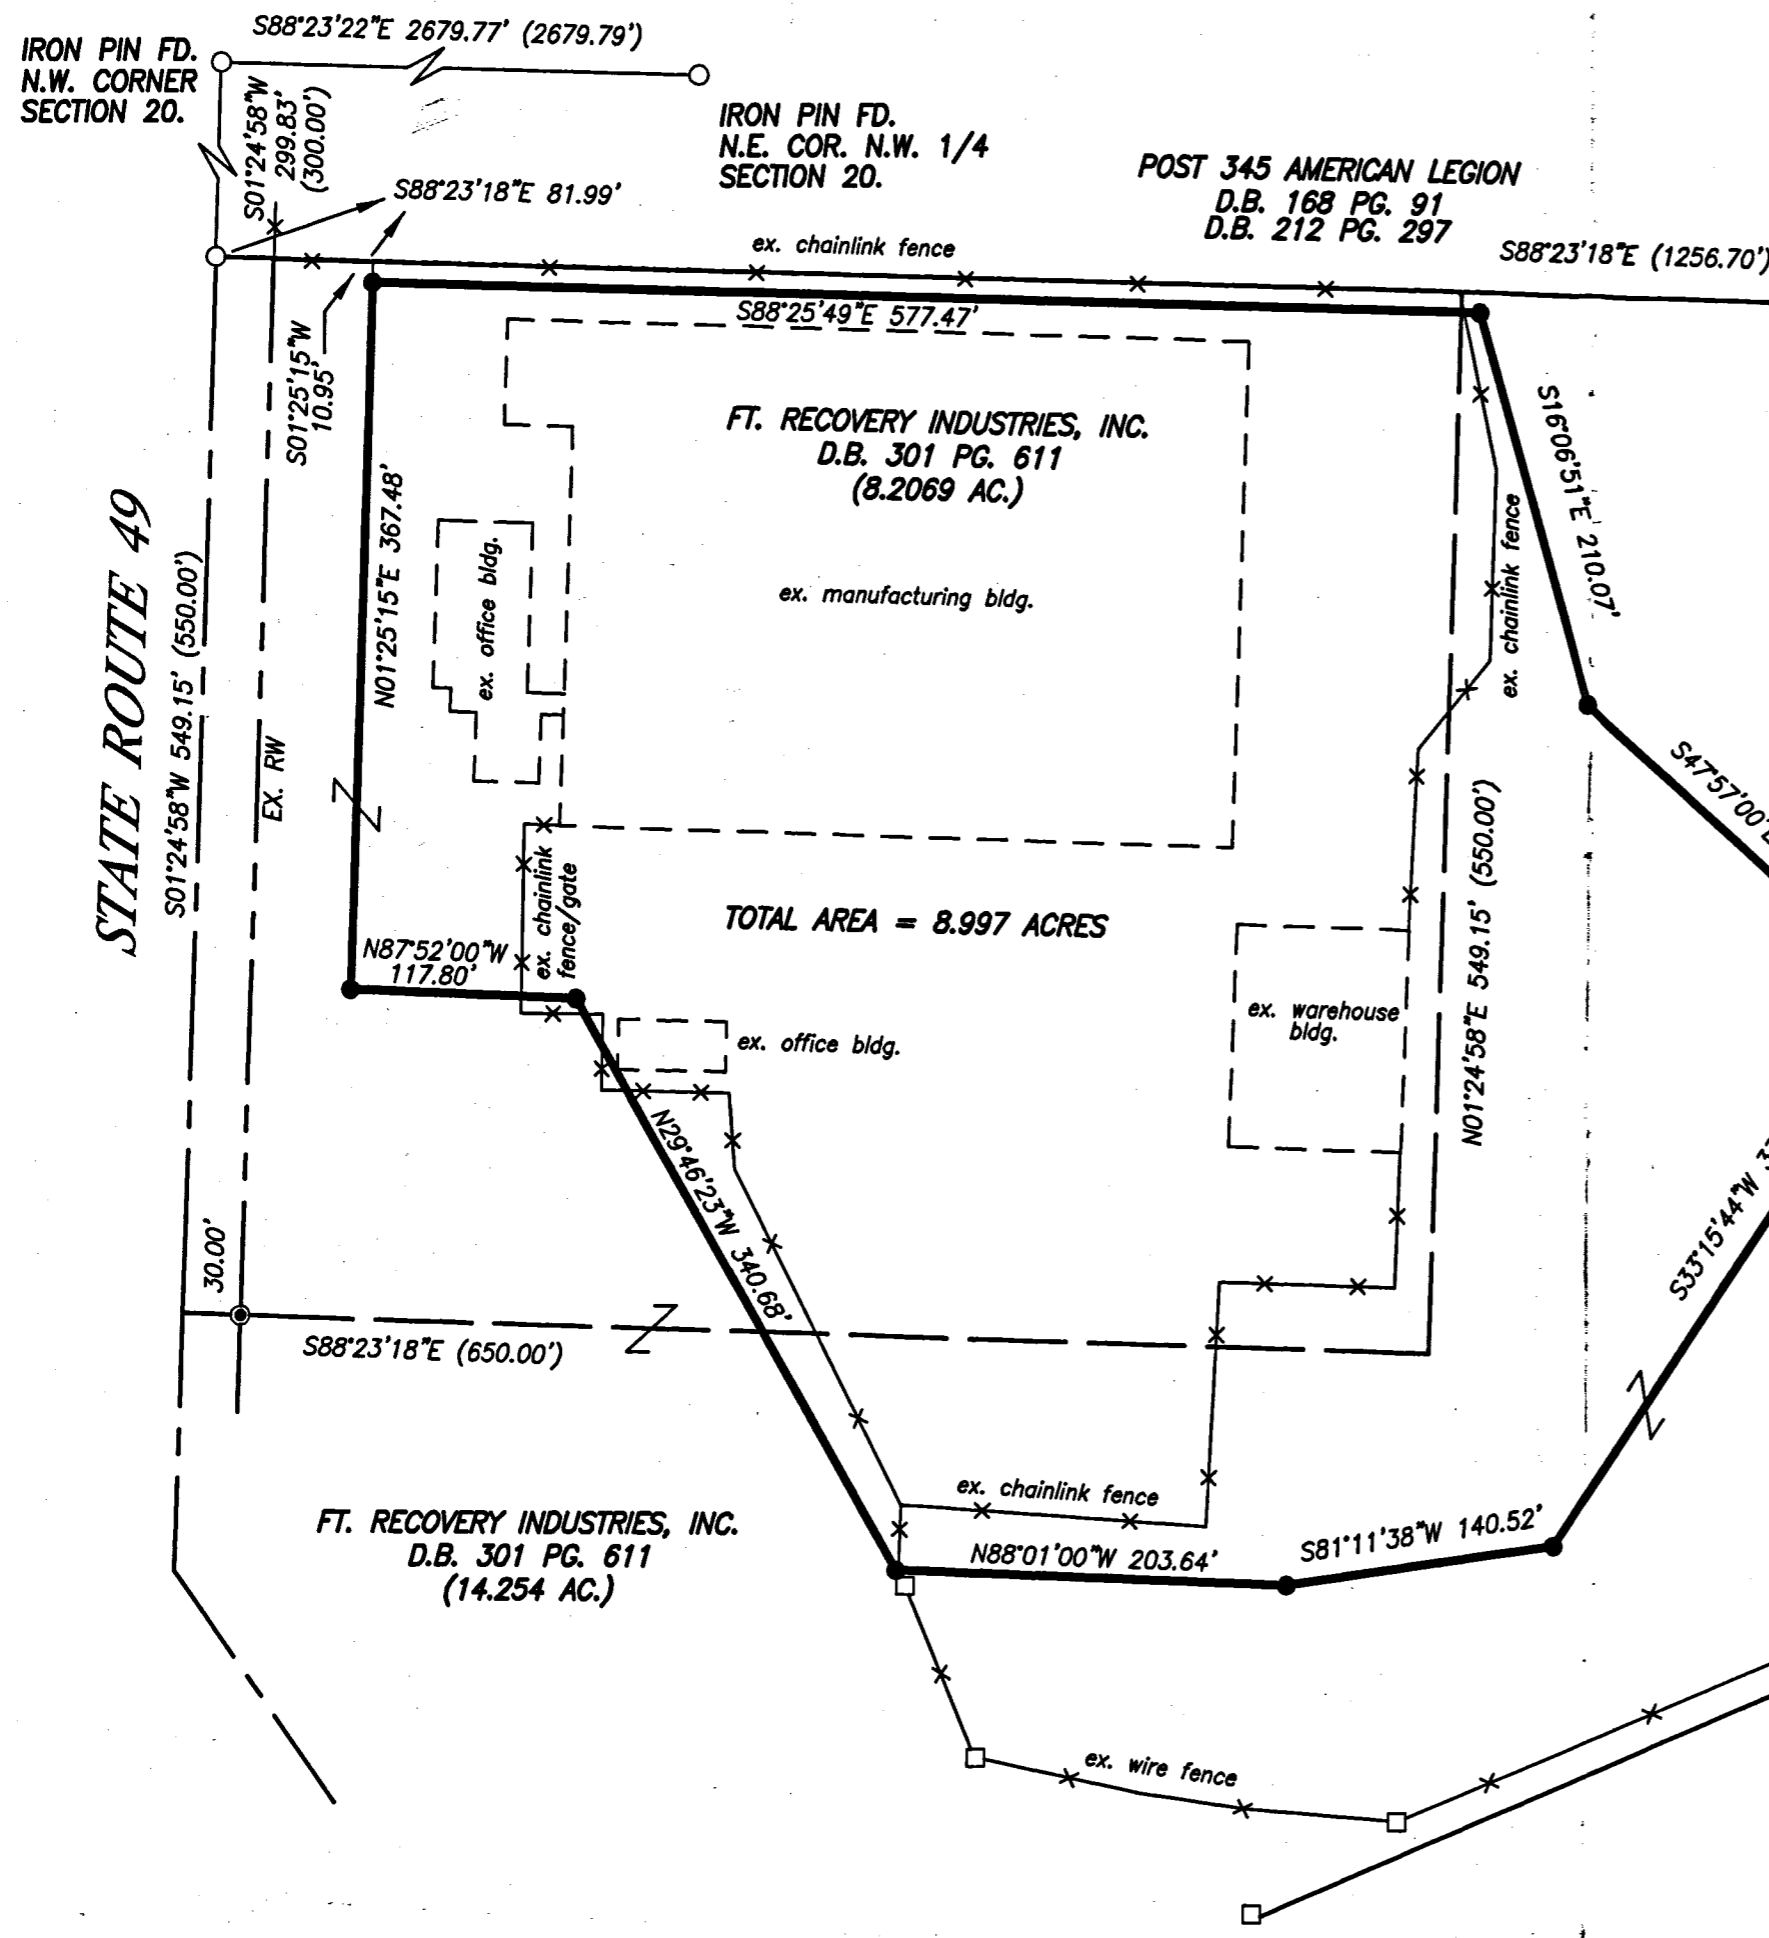 S88°23'22"E 2679.77' (2679.79')
IRON PIN FD.
N.W. CORNER
SECTION 20.
S01°24'58"W
299.83'
(300.00')
IRON PIN FD.
N.E. COR. N.W. 1/4
SECTION 20.
S88°23'18"E 81.99'
POST 345 AMERICAN LEGION
D.B. 168 PG. 91
D.B. 212 PG. 297
S88°23'18"E (1256.70')
ex. chainlink fence
S88°25'49"E 577.47'
S01°25'15"W
10.95'
FT. RECOVERY INDUSTRIES, INC.
D.B. 301 PG. 611
(8.2069 AC.)
S16°06'51"E 210.07'
ex. chainlink fence
STATE ROUTE 49
S01°24'58"W 549.15' (550.00')
EX. RW
N01°25'15"E 367.48'
ex. office bldg.
ex. manufacturing bldg.
S47°57'00"
ex. chainlink
fence/gate
TOTAL AREA = 8.997 ACRES
N01°24'58"E 549.15' (550.00')
N87°52'00"W
117.80'
ex. office bldg.
ex. warehouse
bldg.
N29°46'23"W 340.68'
S33°15'44"W
30.00'
S88°23'18"E (650.00')
ex. chainlink fence
FT. RECOVERY INDUSTRIES, INC.
D.B. 301 PG. 611
(14.254 AC.)
N88°01'00"W 203.64'
S81°11'38"W 140.52'
ex. wire fence